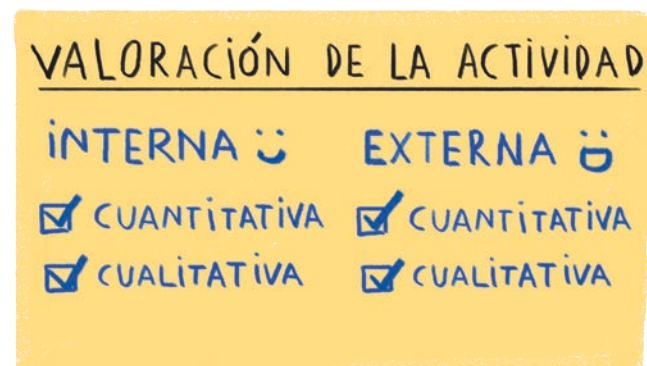 VALORACIÓN DE LA ACTIVIDAD
INTERNA EXTERNA
CUANTITATIVA CUANTITATIVA
CUALITATIVA CUALITATIVA